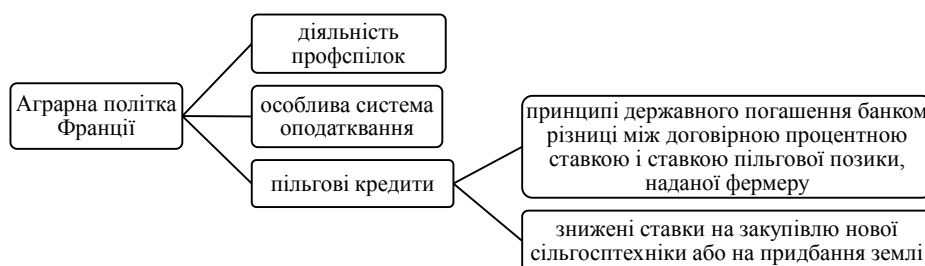 діяльність
профспілок
Аграрна політка
Франції
особлива система
оподатквання
пільгові кредити
принципі державного погашення банком
різниці між договірною процентною
ставкою і ставкою пільгової позики,
наданої фермеру
знижені ставки на закупівлю нової
сільгосптехніки або на придбання землі